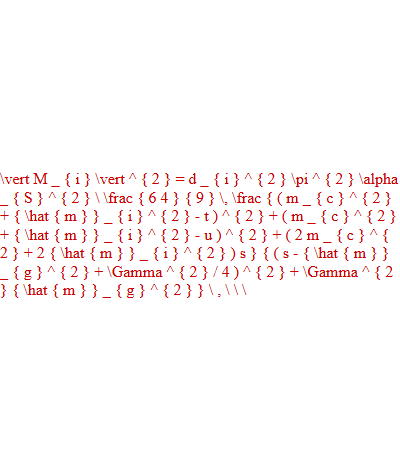 \vert M _ { i } \vert ^ { 2 } = d _ { i } ^ { 2 } \pi ^ { 2 } \alpha
_ { S } ^ { 2 } \ \frac { 6 4 } { 9 } \, \frac { ( m _ { c } ^ { 2 }
+ { \hat { m } } _ { i } ^ { 2 } - t ) ^ { 2 } + ( m _ { c } ^ { 2 }
+ { \hat { m } } _ { i } ^ { 2 } - u ) ^ { 2 } + ( 2 m _ { c } ^ {
2 } + 2 { \hat { m } } _ { i } ^ { 2 } ) s } { ( s - { \hat { m } }
_ { g } ^ { 2 } + \Gamma ^ { 2 } / 4 ) ^ { 2 } + \Gamma ^ { 2
} { \hat { m } } _ { g } ^ { 2 } } \, , \ \ \